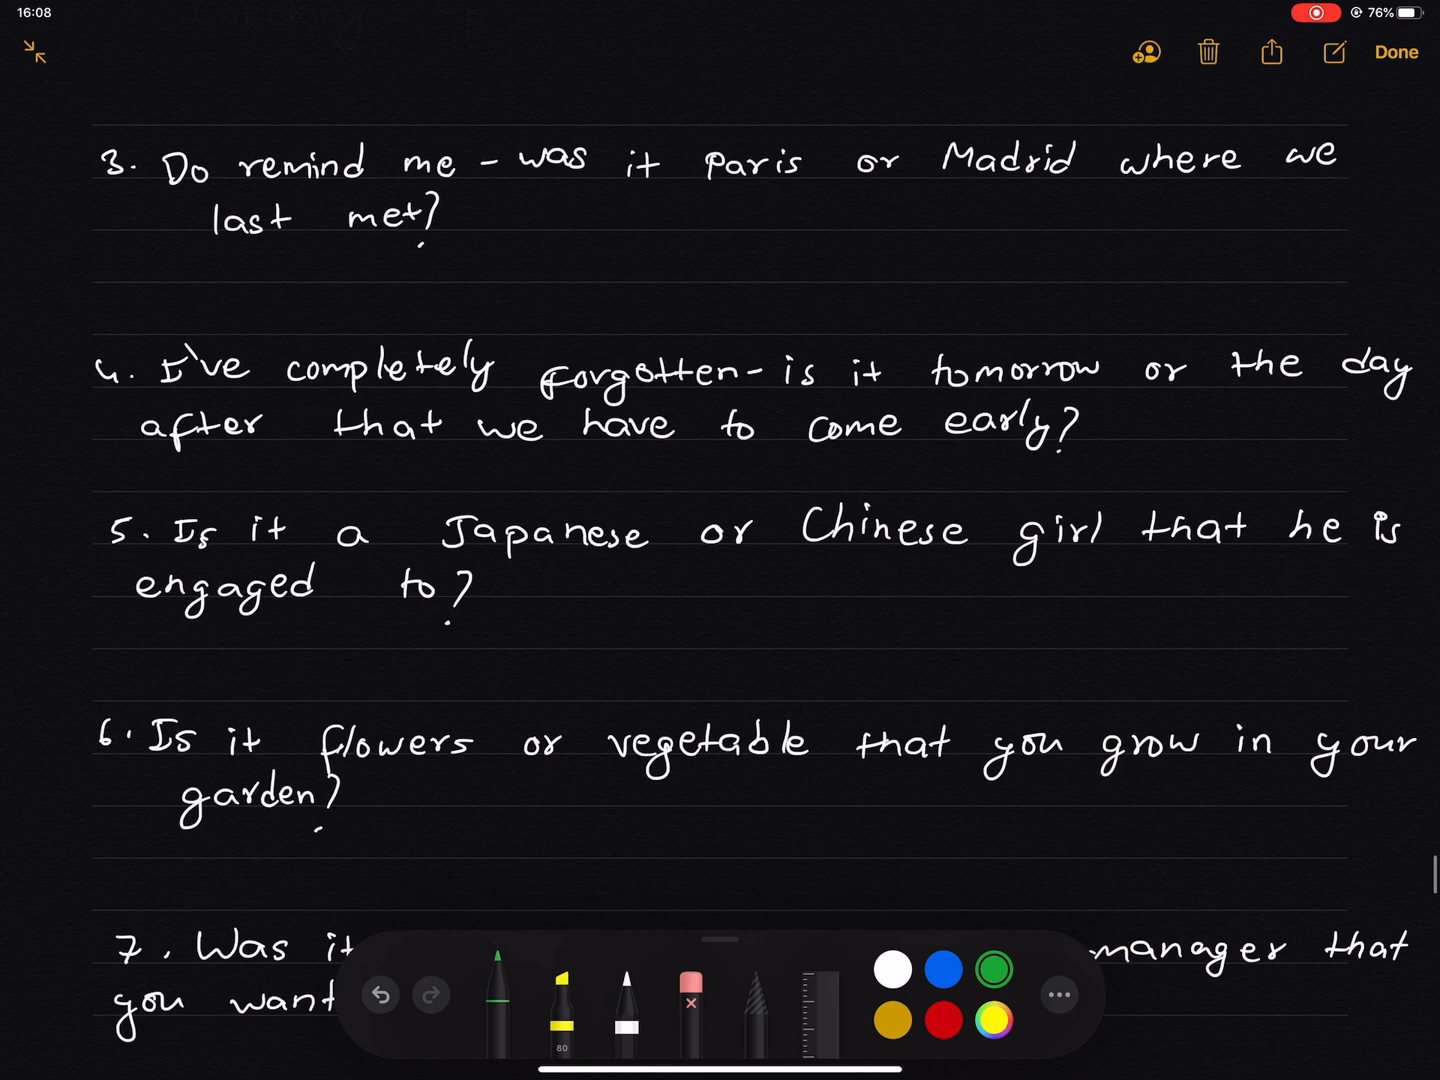 16:08
76%
Done
3. Do remind me - was it Paris or Madrid where we
last met?
4. I've completely forgotten - is it tomorrow or the day
after that we have to come early?
5. Is it a Japanese or Chinese girl that he is
engaged to?
6. Is it flowers or vegetable that you grow in your
garden?
7. Was it manager that
you want
80